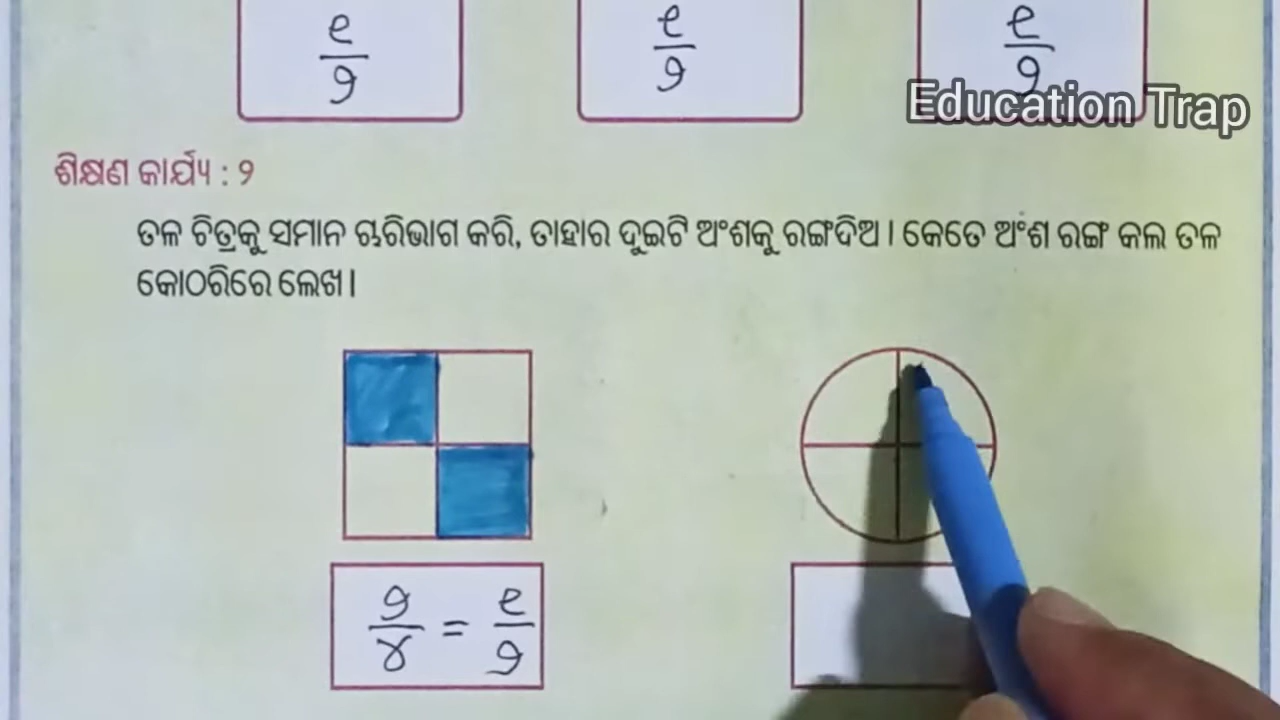 ୧/୨ ୧/୨ ୧/୨
Education Trap
ଶିକ୍ଷଣ କାର୍ଯ୍ୟ : ୨
ତଳ ଚିତ୍ରକୁ ସମାନ ଚାରିଭାଗ କରି, ତାହାର ଦୁଇଟି ଅଂଶକୁ ରଙ୍ଗଦିଅ । କେତେ ଅଂଶ ରଙ୍ଗ କଲ ତଳ
କୋଠରିରେ ଲେଖ ।
୨/୪ = ୧/୨